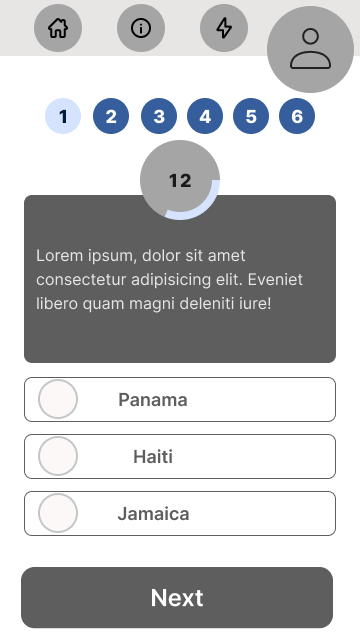 1 2 3 4 5 6
12
Lorem ipsum, dolor sit amet
consectetur adipisicing elit. Eveniet
libero quam magni deleniti iure!
Panama
Haiti
Jamaica
Next